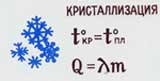 КРИСТАЛЛИЗАЦИЯ
t°кр = t°пл
Q = λm